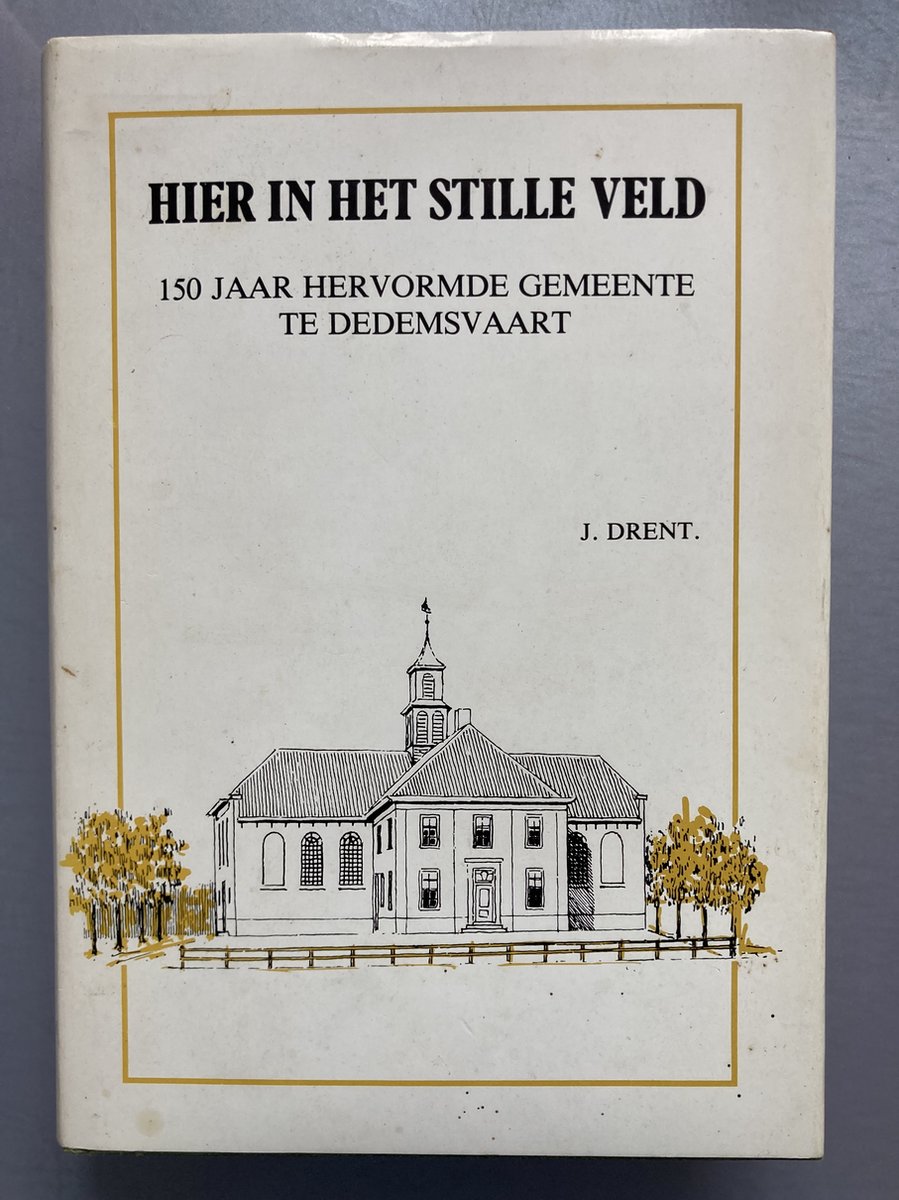 HIER IN HET STILLE VELD
150 JAAR HERVORMDE GEMEENTE
TE DEDEMSVAART
J. DRENT.